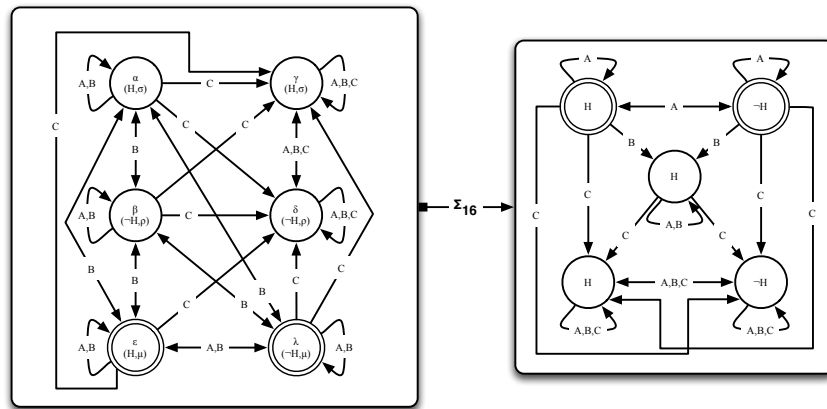 A,B
α
(H,σ)
C
γ
(H,σ)
A,B,C
C
C
C
B
A,B,C
A,B
β
(¬H,ρ)
C
δ
(¬H,ρ)
A,B,C
B
B
B
B
C
C
C
A,B
ε
(H,μ)
A,B
λ
(¬H,μ)
A,B
Σ16
A
A
H
A
¬H
B
B
H
C
C
C
C
A,B
C
C
H
A,B,C
¬H
A,B,C
A,B,C